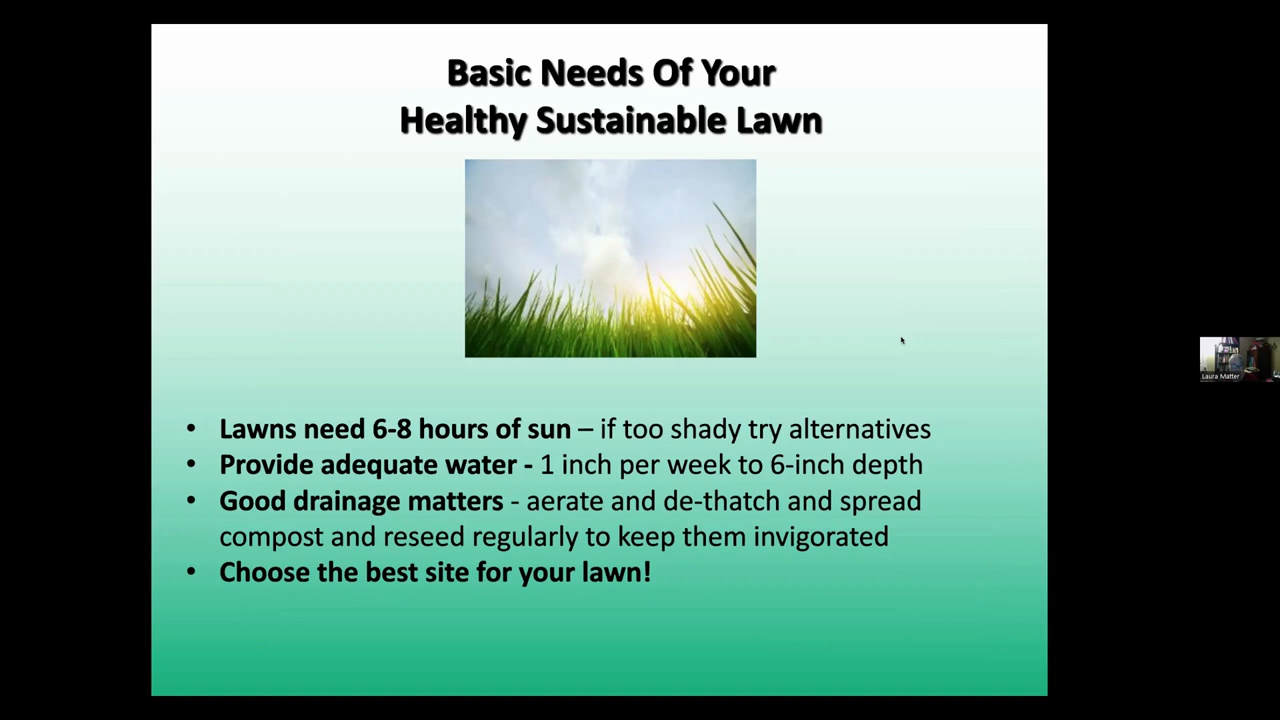 Basic Needs Of Your
Healthy Sustainable Lawn
• Lawns need 6-8 hours of sun – if too shady try alternatives
• Provide adequate water - 1 inch per week to 6-inch depth
• Good drainage matters - aerate and de-thatch and spread
compost and reseed regularly to keep them invigorated
• Choose the best site for your lawn!
Laura Matter